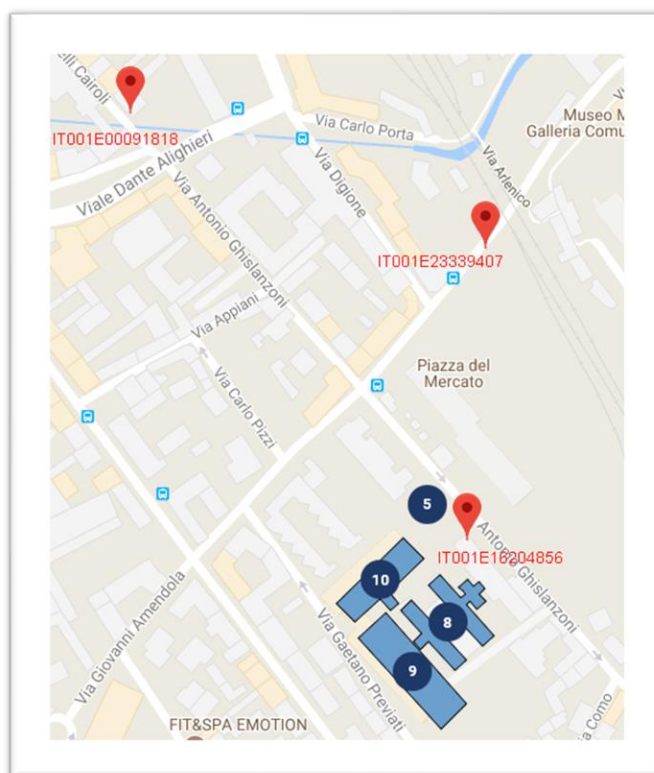 elli Cairoli
IT001E00091818
Viale Dante Alighieri
Via Carlo Porta
Museo M
Galleria Comu
Via Arlenico
Via Digione
Via Antonio Ghislanzoni
IT001E23339407
Via Appiani
Piazza del
Mercato
Via Carlo Pizzi
5
IT001E16204856
Antonio Ghislanzoni
10
8
9
Via Giovanni Amendola
Via Gaetano Previati
FIT&SPA EMOTION
ia Como